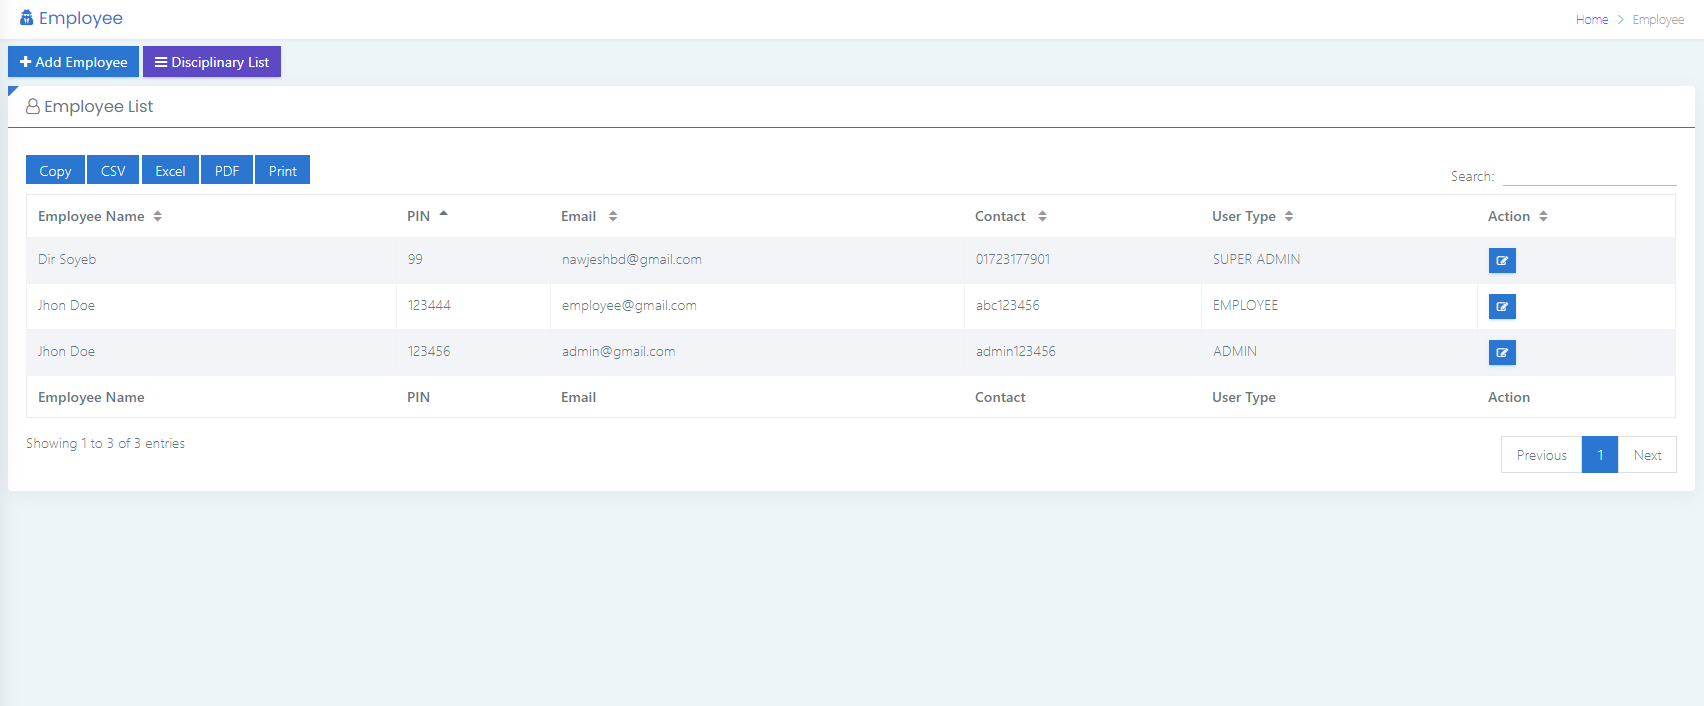 Employee
Home > Employee
Add Employee Disciplinary List
Employee List
Copy CSV Excel PDF Print
Search:
Employee Name PIN Email Contact User Type Action
Dir Soyeb 99 nawjeshbd@gmail.com 01723177901 SUPER ADMIN
Jhon Doe 123444 employee@gmail.com abc123456 EMPLOYEE
Jhon Doe 123456 admin@gmail.com admin123456 ADMIN
Employee Name PIN Email Contact User Type Action
Showing 1 to 3 of 3 entries
Previous 1 Next